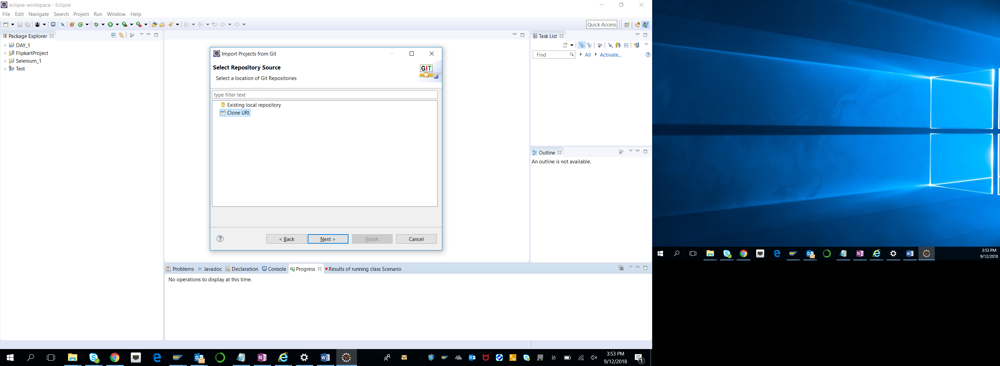 eclipse-workspace - Eclipse
File Edit Navigate Search Project Run Window Help
Quick Access
Package Explorer
DAY_1
FlipkartProject
Selenium_1
Test
Import Projects from Git
Select Repository Source
Select a location of Git Repositories
GIT
type filter text
Existing local repository
Clone URI
< Back Next > Finish Cancel
Task List
Find All Activate...
Outline
An outline is not available.
Problems Javadoc Declaration Console Progress Results of running class Scenario
No operations to display at this time.
3:53 PM
9/12/2018
1
3:53 PM
9/12/2018